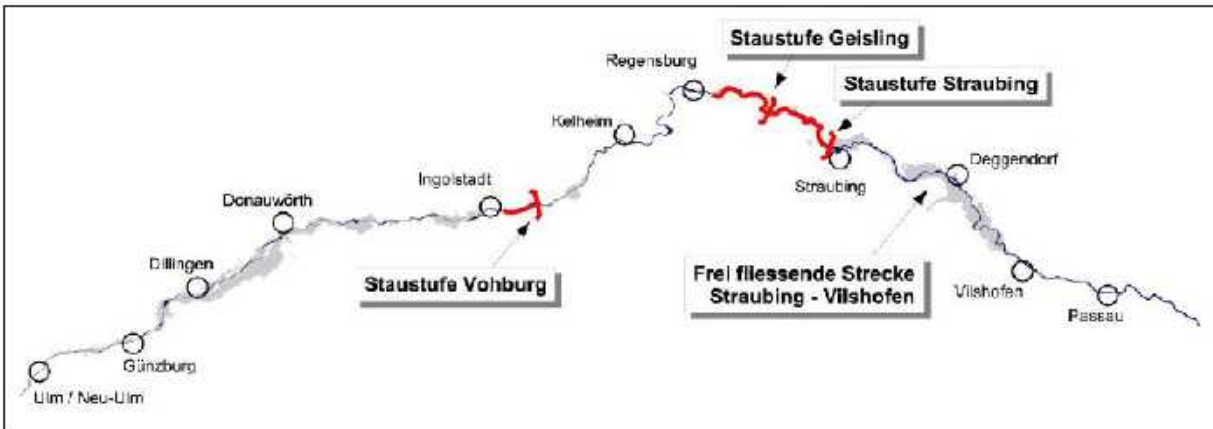 Staustufe Geisling
Regensburg
Staustufe Straubing
Kelheim
Deggendorf
Ingolstadt
Straubing
Donauwörth
Dillingen
Staustufe Vohburg
Frei fliessende Strecke
Straubing - Vilshofen
Vilshofen
Passau
Günzburg
Ulm / Neu-Ulm